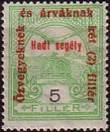 és árváknak
Özvegyeknek
Hadi segély
két (2) fillér
5
FILLÉR